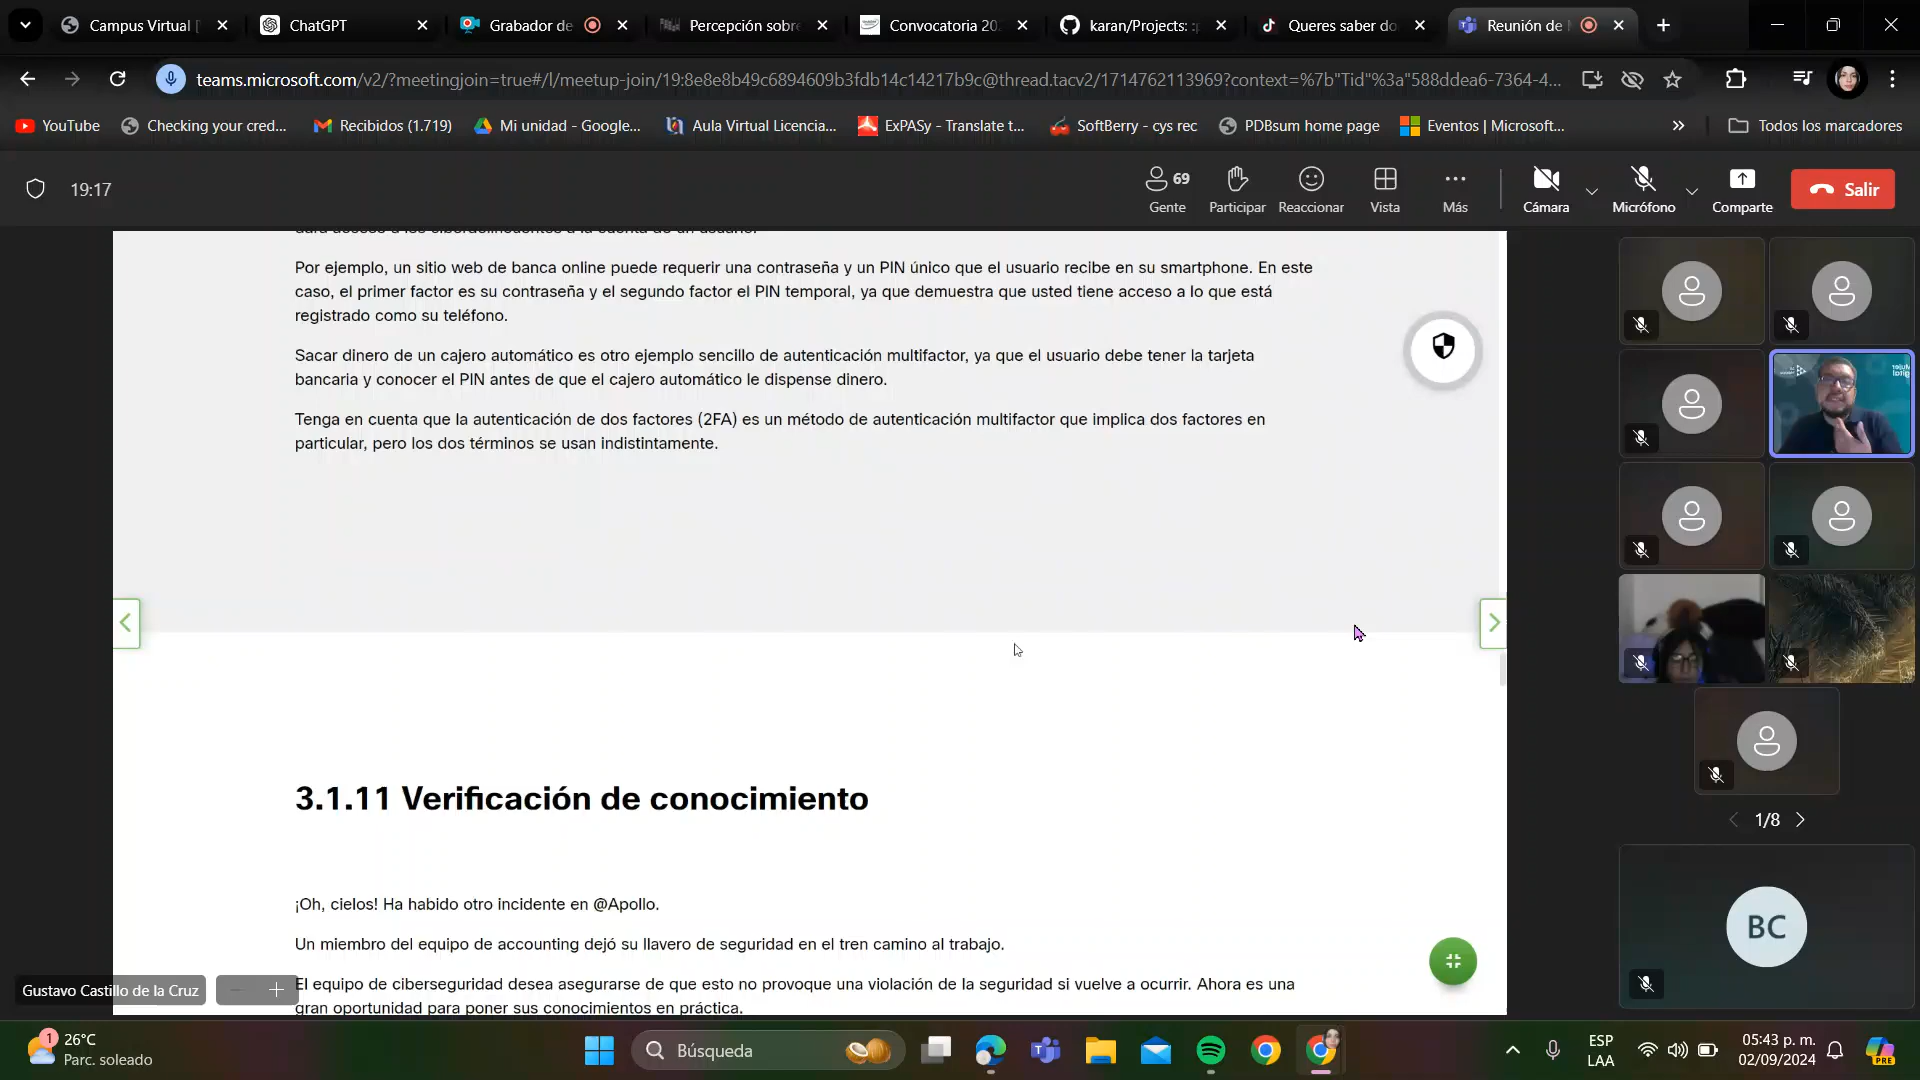 Campus Virtual [
ChatGPT
Grabador de
Percepción sobre
Convocatoria 20
karan/Projects: :p
Queres saber do
Reunión de M
teams.microsoft.com/v2/?meetingjoin=true#/l/meetup-join/19:8e8e8b49c6894609b3fdb14c14217b9c@thread.tacv2/1714762113969?context=%7b"Tid"%3a"588ddea6-7364-4...
YouTube
Checking your cred...
Recibidos (1.719)
Mi unidad - Google...
Aula Virtual Licencia...
ExPASy - Translate t...
SoftBerry - cys rec
PDBsum home page
Eventos | Microsoft...
Todos los marcadores
19:17
69
Gente
Participar
Reaccionar
Vista
Más
Cámara
Micrófono
Comparte
Salir
Por ejemplo, un sitio web de banca online puede requerir una contraseña y un PIN único que el usuario recibe en su smartphone. En este
caso, el primer factor es su contraseña y el segundo factor el PIN temporal, ya que demuestra que usted tiene acceso a lo que está
registrado como su teléfono.
Sacar dinero de un cajero automático es otro ejemplo sencillo de autenticación multifactor, ya que el usuario debe tener la tarjeta
bancaria y conocer el PIN antes de que el cajero automático le dispense dinero.
Tenga en cuenta que la autenticación de dos factores (2FA) es un método de autenticación multifactor que implica dos factores en
particular, pero los dos términos se usan indistintamente.
3.1.11 Verificación de conocimiento
¡Oh, cielos! Ha habido otro incidente en @Apollo.
Un miembro del equipo de accounting dejó su llavero de seguridad en el tren camino al trabajo.
El equipo de ciberseguridad desea asegurarse de que esto no provoque una violación de la seguridad si vuelve a ocurrir. Ahora es una
gran oportunidad para poner sus conocimientos en práctica.
Gustavo Castillo de la Cruz
1/8
BC
1
26°C
Parc. soleado
Búsqueda
ESP
LAA
05:43 p. m.
02/09/2024
PRE